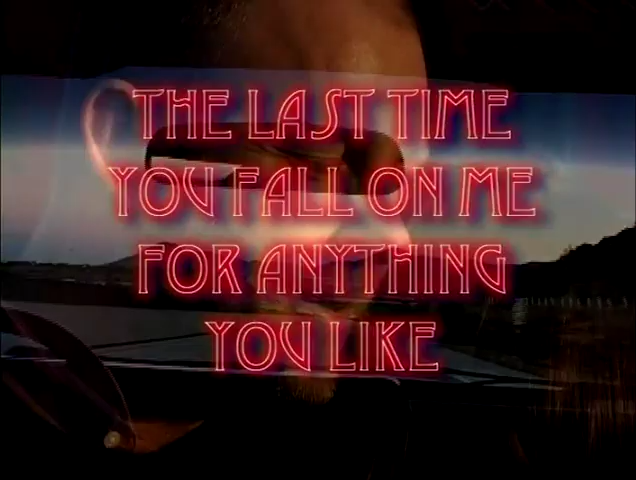 THE LAST TIME
YOU FALL ON ME
FOR ANYTHING
YOU LIKE